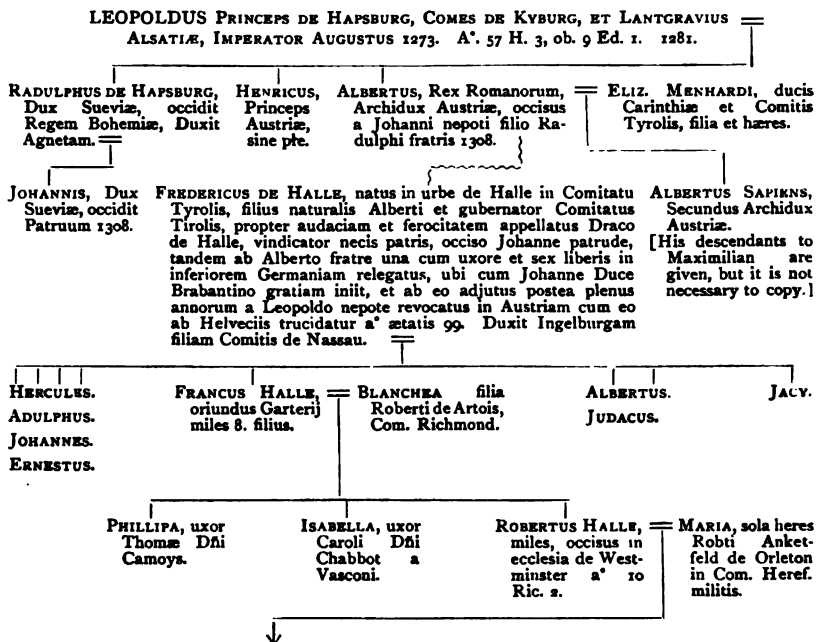 LEOPOLDUS PRINCEPS DE HAPSBURG, COMES DE KYBURG, ET LANTGRAVIUS
ALSATIÆ, IMPERATOR AUGUSTUS 1273. A°. 57 H. 3, ob. 9 Ed. 1. 1281.
RADULPHUS DE HAPSBURG,
Dux Sueviæ, occidit
Regem Bohemiæ, Duxit
Agnetam.
HENRICUS,
Princeps
Austriæ,
sine ple.
ALBERTUS, Rex Romanorum,
Archidux Austriæ, occisus
a Johanni nepoti filio Ra-
dulphi fratris 1308.
ELIZ. MENHARDI, ducis
Carinthiæ et Comitis
Tyrolis, filia et hæres.
JOHANNIS, Dux
Sueviæ, occidit
Patruum 1308.
FREDERICUS DE HALLE, natus in urbe de Halle in Comitatu
Tyrolis, filius naturalis Alberti et gubernator Comitatus
Tirolis, propter audaciam et ferocitatem appellatus Draco
de Halle, vindicator necis patris, occiso Johanne patrude,
tandem ab Alberto fratre una cum uxore et sex liberis in
inferiorem Germaniam relegatus, ubi cum Johanne Duce
Brabantino gratiam iniit, et ab eo adjutus postea plenus
annorum a Leopoldo nepote revocatus in Austriam cum eo
ab Helveciis trucidatur a° ætatis 99. Duxit Ingelburgam
filiam Comitis de Nassau.
ALBERTUS SAPIENS,
Secundus Archidux
Austriæ.
[His descendants to
Maximilian are
given, but it is not
necessary to copy.]
HERCULES.
ADULPHUS.
JOHANNES.
ERNESTUS.
FRANCUS HALLE,
oriundus Garterij
miles 8. filius.
BLANCHEA filia
Roberti de Artois,
Com. Richmond.
ALBERTUS.
JUDACUS.
JACY.
PHILLIPA, uxor
Thomæ Dñi
Camoys.
ISABELLA, uxor
Caroli Dñi
Chabbot a
Vasconi.
ROBERTUS HALLE,
miles, occisus in
ecclesia de West-
minster a° 10
Ric. 2.
MARIA, sola heres
Robti Anket-
feld de Orleton
in Com. Heref.
militis.